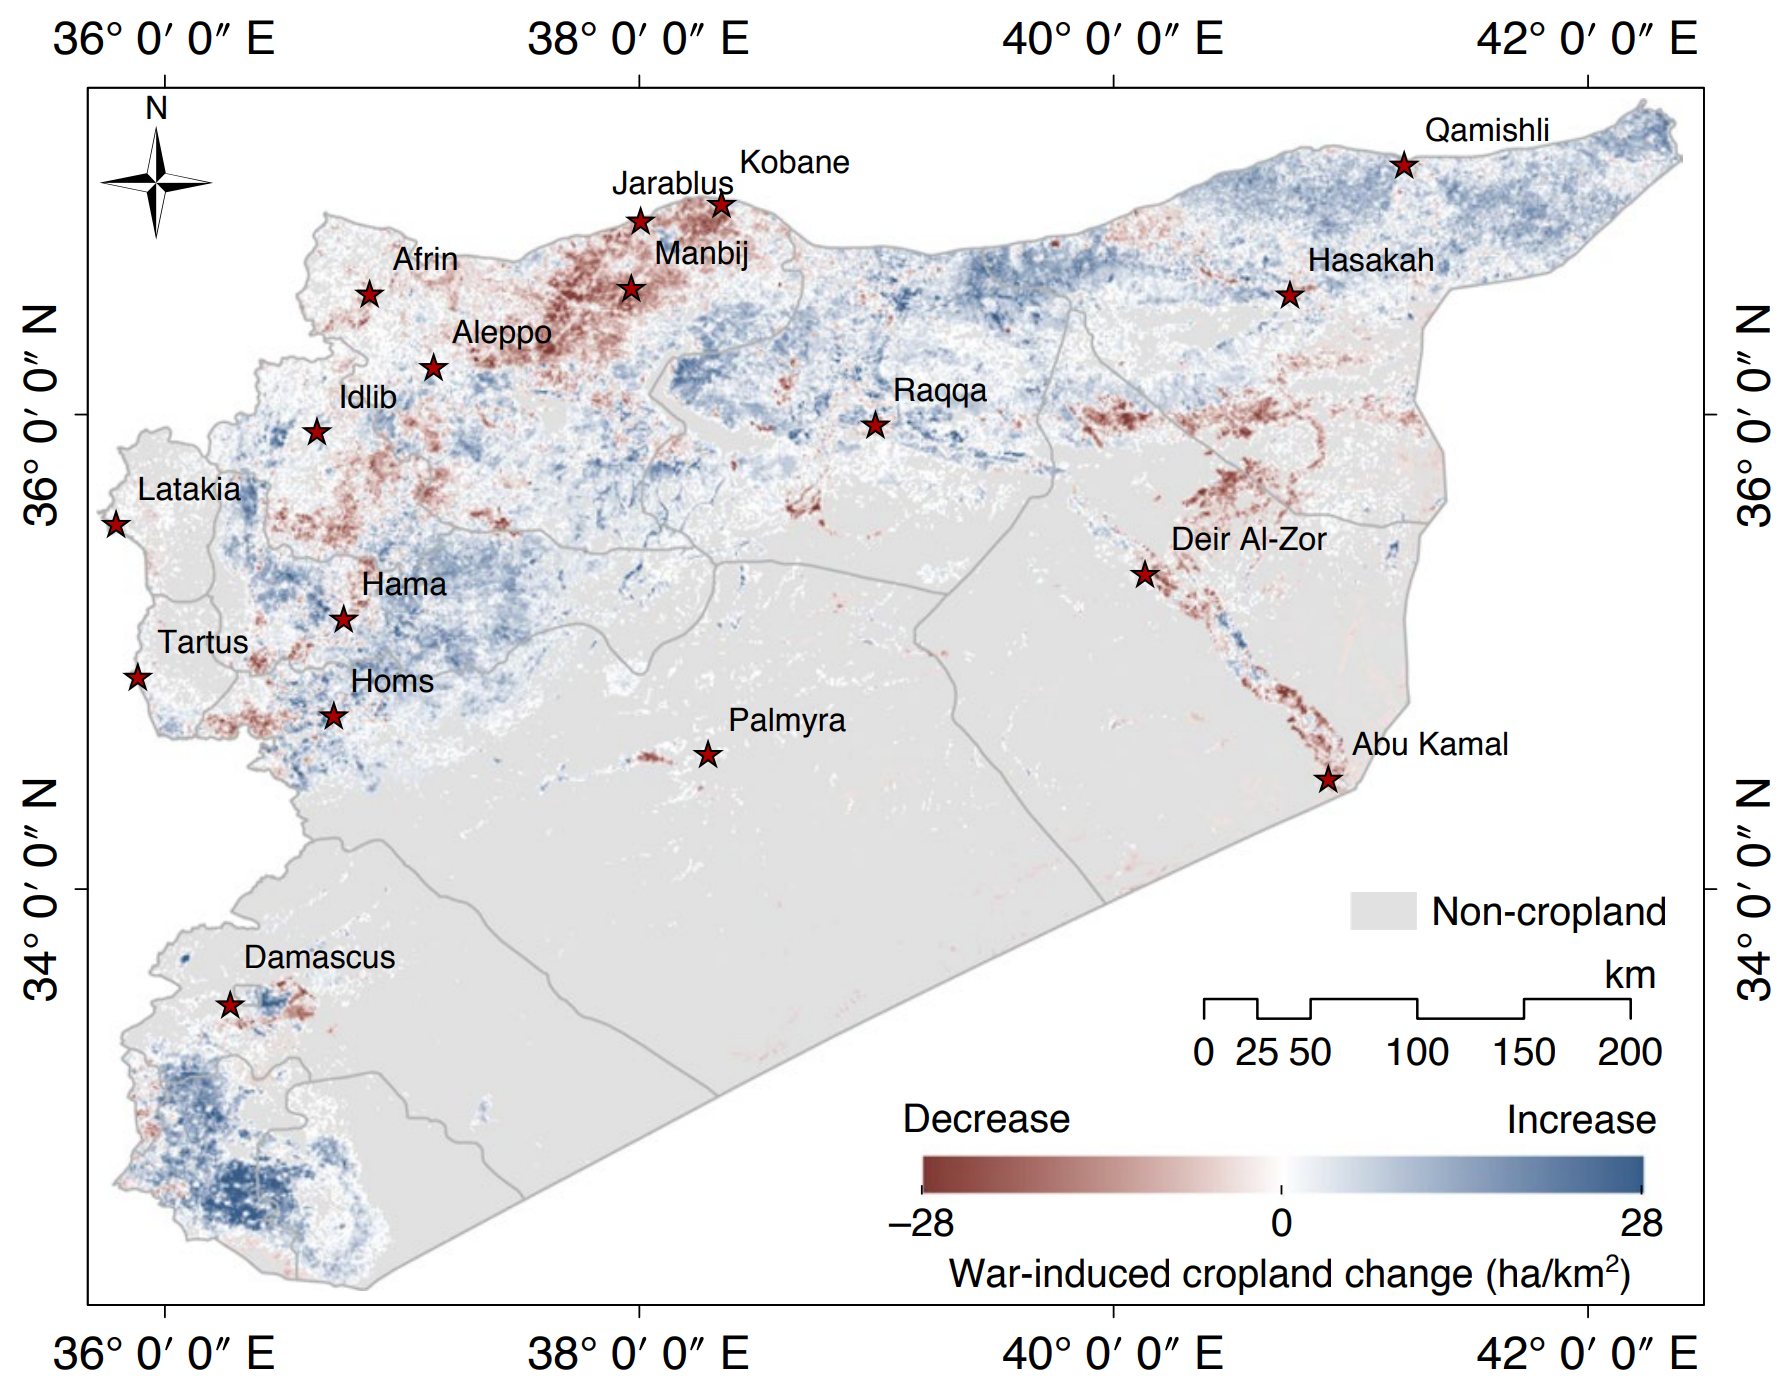 36° 0′ 0″ E
38° 0′ 0″ E
40° 0′ 0″ E
42° 0′ 0″ E
N
Qamishli
Kobane
Jarablus
Manbij
Afrin
Hasakah
Aleppo
Raqqa
Idlib
36° 0′ 0″ N
36° 0′ 0″ N
Latakia
Deir Al-Zor
Hama
Tartus
Homs
Palmyra
Abu Kamal
34° 0′ 0″ N
34° 0′ 0″ N
Non-cropland
Damascus
km
0 25 50 100 150 200
Decrease
Increase
–28 0 28
War-induced cropland change (ha/km²)
36° 0′ 0″ E
38° 0′ 0″ E
40° 0′ 0″ E
42° 0′ 0″ E